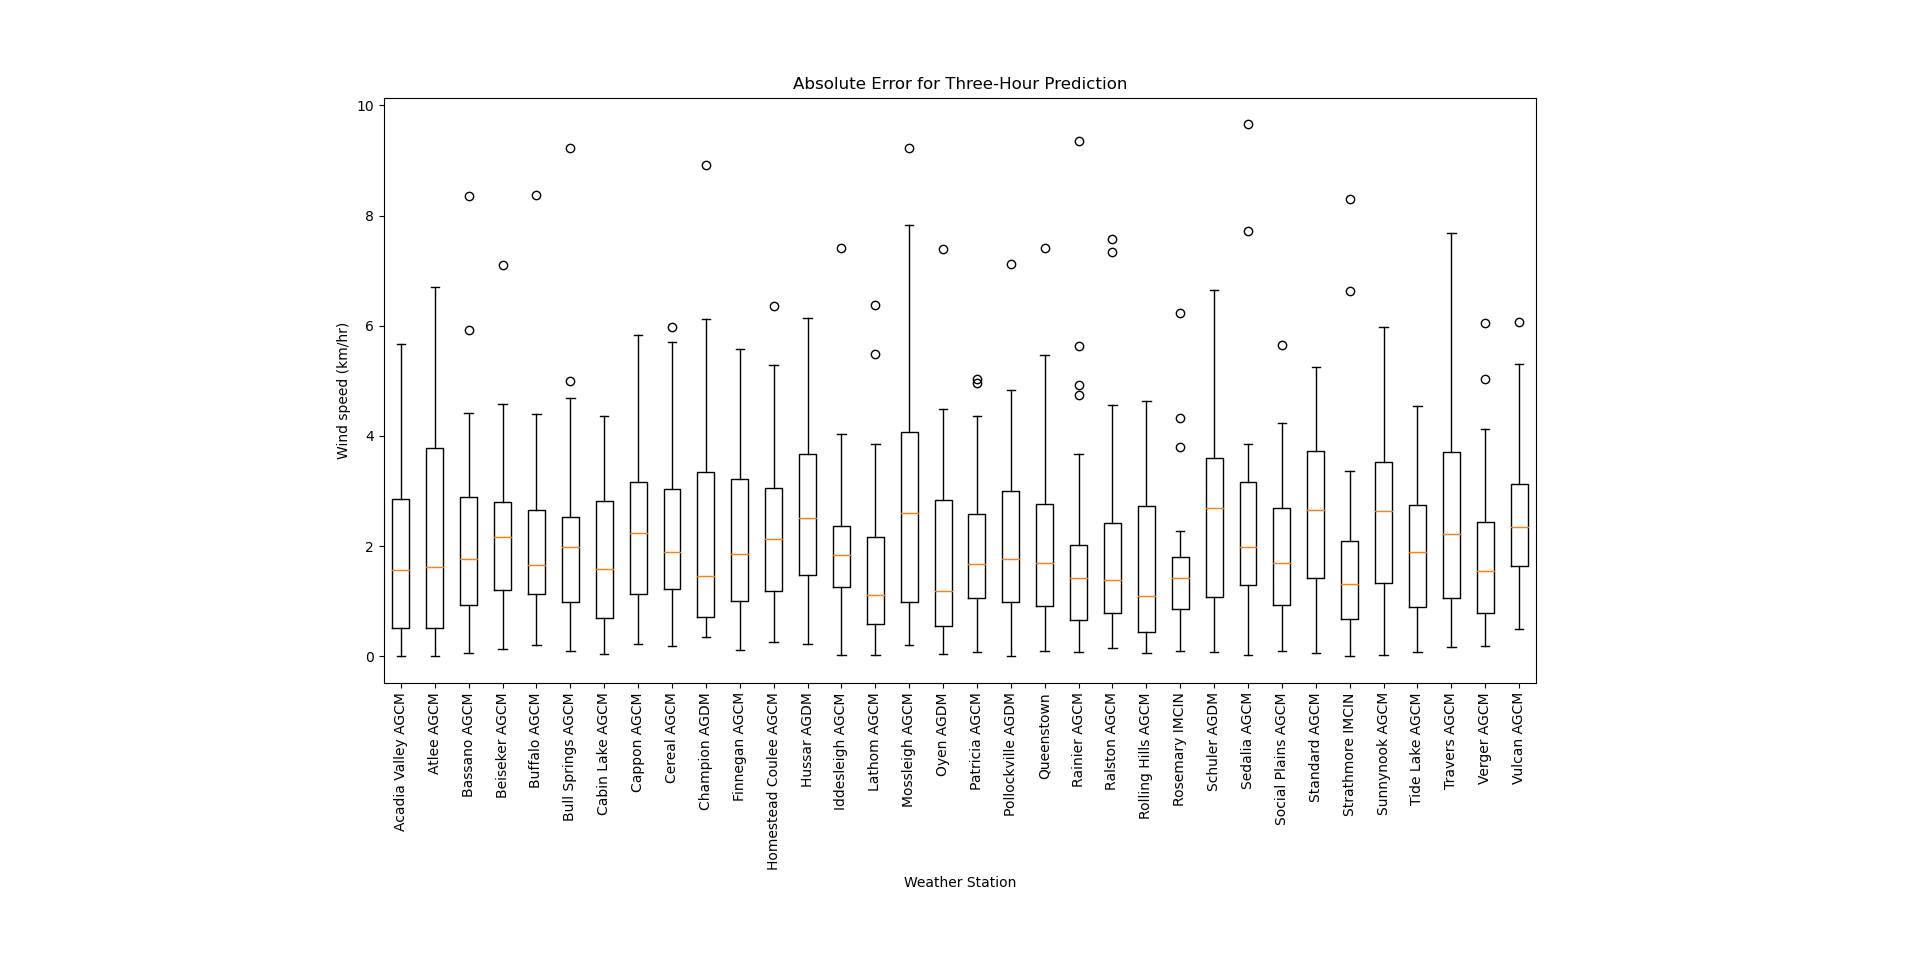 Absolute Error for Three-Hour Prediction
10
8
6
4
2
0
Wind speed (km/hr)
Acadia Valley AGCM
Atlee AGCM
Bassano AGCM
Beiseker AGCM
Buffalo AGCM
Bull Springs AGCM
Cabin Lake AGCM
Cappon AGCM
Cereal AGCM
Champion AGDM
Finnegan AGCM
Homestead Coulee AGCM
Hussar AGDM
Iddesleigh AGCM
Lathom AGCM
Mossleigh AGCM
Oyen AGDM
Patricia AGCM
Pollockville AGDM
Queenstown
Rainier AGCM
Ralston AGCM
Rolling Hills AGCM
Rosemary IMCIN
Schuler AGDM
Sedalia AGCM
Social Plains AGCM
Standard AGCM
Strathmore IMCIN
Sunnynook AGCM
Tide Lake AGCM
Travers AGCM
Verger AGCM
Vulcan AGCM
Weather Station